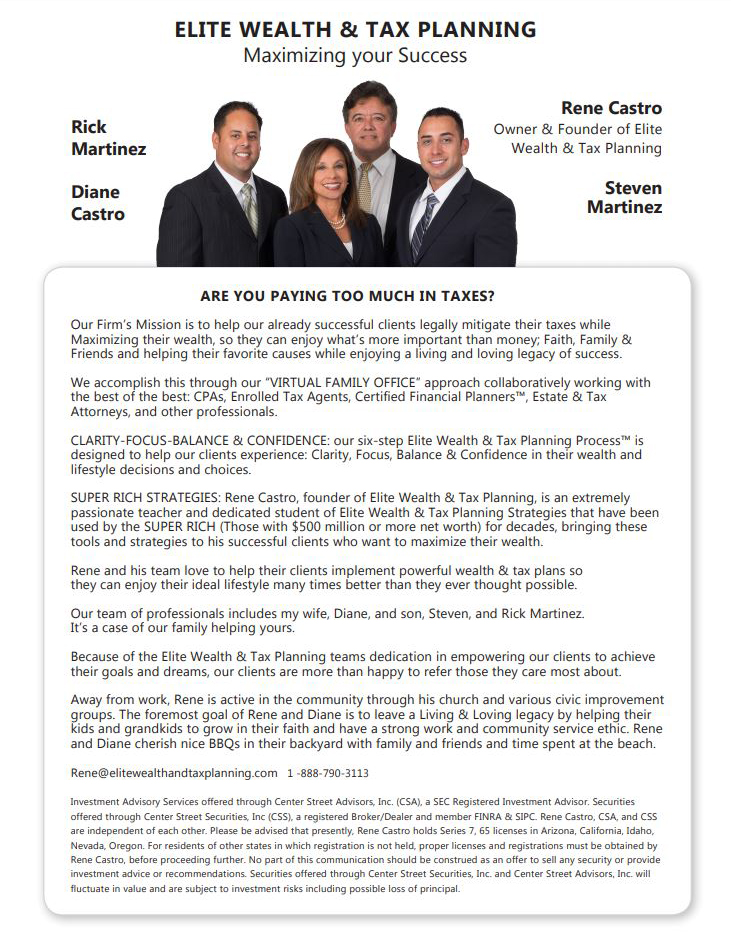 ELITE WEALTH & TAX PLANNING
Maximizing your Success
Rick
Martinez
Diane
Castro
Rene Castro
Owner & Founder of Elite
Wealth & Tax Planning
Steven
Martinez
ARE YOU PAYING TOO MUCH IN TAXES?
Our Firm's Mission is to help our already successful clients legally mitigate their taxes while
Maximizing their wealth, so they can enjoy what's more important than money; Faith, Family &
Friends and helping their favorite causes while enjoying a living and loving legacy of success.
We accomplish this through our "VIRTUAL FAMILY OFFICE" approach collaboratively working with
the best of the best: CPAs, Enrolled Tax Agents, Certified Financial Planners™, Estate & Tax
Attorneys, and other professionals.
CLARITY-FOCUS-BALANCE & CONFIDENCE: our six-step Elite Wealth & Tax Planning Process™ is
designed to help our clients experience: Clarity, Focus, Balance & Confidence in their wealth and
lifestyle decisions and choices.
SUPER RICH STRATEGIES: Rene Castro, founder of Elite Wealth & Tax Planning, is an extremely
passionate teacher and dedicated student of Elite Wealth & Tax Planning Strategies that have been
used by the SUPER RICH (Those with $500 million or more net worth) for decades, bringing these
tools and strategies to his successful clients who want to maximize their wealth.
Rene and his team love to help their clients implement powerful wealth & tax plans so
they can enjoy their ideal lifestyle many times better than they ever thought possible.
Our team of professionals includes my wife, Diane, and son, Steven, and Rick Martinez.
It's a case of our family helping yours.
Because of the Elite Wealth & Tax Planning teams dedication in empowering our clients to achieve
their goals and dreams, our clients are more than happy to refer those they care most about.
Away from work, Rene is active in the community through his church and various civic improvement
groups. The foremost goal of Rene and Diane is to leave a Living & Loving legacy by helping their
kids and grandkids to grow in their faith and have a strong work and community service ethic. Rene
and Diane cherish nice BBQs in their backyard with family and friends and time spent at the beach.
Rene@elitewealthandtaxplanning.com 1 -888-790-3113
Investment Advisory Services offered through Center Street Advisors, Inc. (CSA), a SEC Registered Investment Advisor. Securities
offered through Center Street Securities, Inc (CSS), a registered Broker/Dealer and member FINRA & SIPC. Rene Castro, CSA, and CSS
are independent of each other. Please be advised that presently, Rene Castro holds Series 7, 65 licenses in Arizona, California, Idaho,
Nevada, Oregon. For residents of other states in which registration is not held, proper licenses and registrations must be obtained by
Rene Castro, before proceeding further. No part of this communication should be construed as an offer to sell any security or provide
investment advice or recommendations. Securities offered through Center Street Securities, Inc. and Center Street Advisors, Inc. will
fluctuate in value and are subject to investment risks including possible loss of principal.